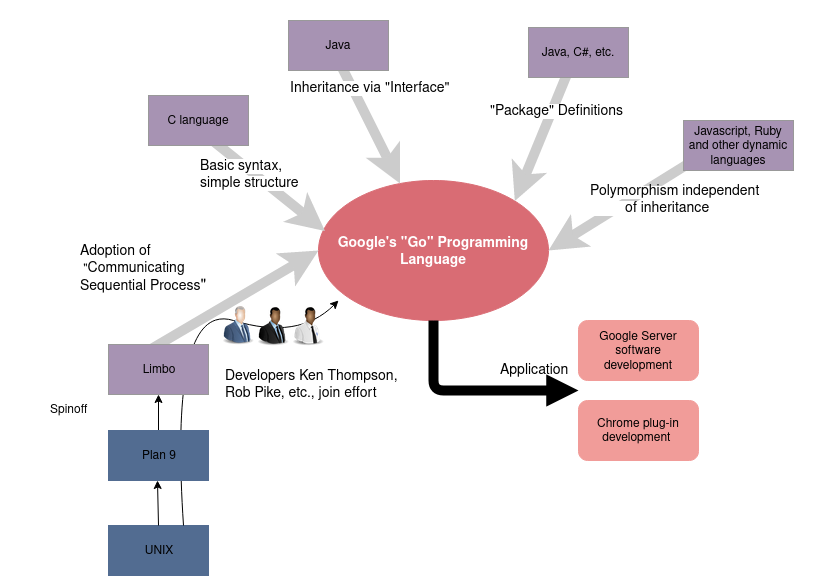 Java
Java, C#, etc.
Inheritance via "Interface"
"Package" Definitions
C language
Javascript, Ruby
and other dynamic
languages
Basic syntax,
simple structure
Polymorphism independent
of inheritance
Google's "Go" Programming
Language
Adoption of
“Communicating
Sequential Process"
Google Server
software
development
Limbo
Application
Developers Ken Thompson,
Rob Pike, etc., join effort
Spinoff
Chrome plug-in
development
Plan 9
UNIX